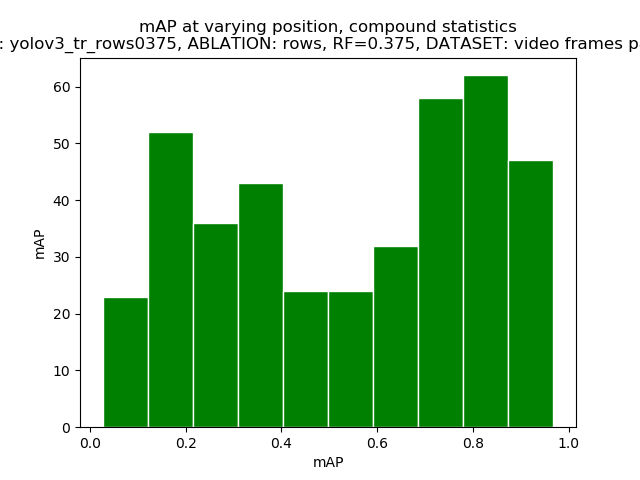 mAP at varying position, compound statistics
: yolov3_tr_rows0375, ABLATION: rows, RF=0.375, DATASET: video frames p
60
50
40
30
20
10
0
mAP
0.0 0.2 0.4 0.6 0.8 1.0
mAP